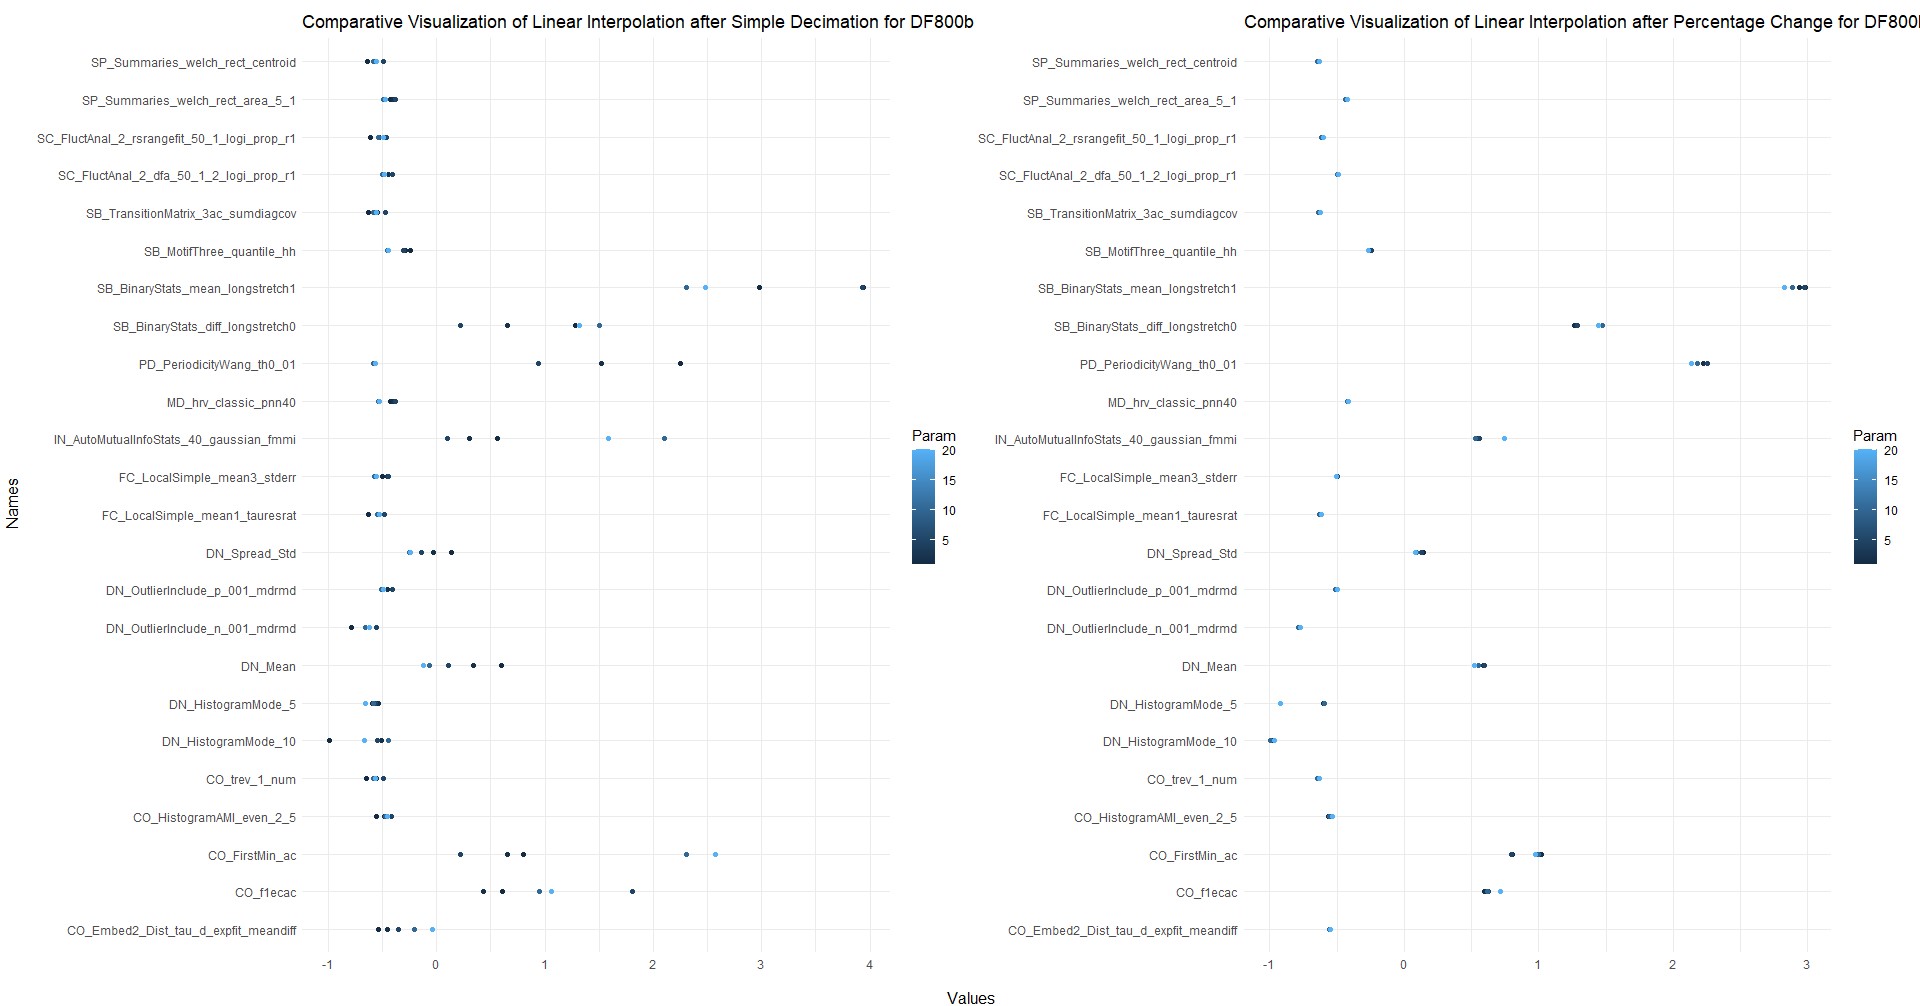 Comparative Visualization of Linear Interpolation after Simple Decimation for DF800b
SP_Summaries_welch_rect_centroid
SP_Summaries_welch_rect_area_5_1
SC_FluctAnal_2_rsrangefit_50_1_logi_prop_r1
SC_FluctAnal_2_dfa_50_1_2_logi_prop_r1
SB_TransitionMatrix_3ac_sumdiagcov
SB_MotifThree_quantile_hh
SB_BinaryStats_mean_longstretch1
SB_BinaryStats_diff_longstretch0
PD_PeriodicityWang_th0_01
MD_hrv_classic_pnn40
IN_AutoMutualInfoStats_40_gaussian_fmmi
FC_LocalSimple_mean3_stderr
FC_LocalSimple_mean1_tauresrat
DN_Spread_Std
DN_OutlierInclude_p_001_mdrmd
DN_OutlierInclude_n_001_mdrmd
DN_Mean
DN_HistogramMode_5
DN_HistogramMode_10
CO_trev_1_num
CO_HistogramAMI_even_2_5
CO_FirstMin_ac
CO_f1ecac
CO_Embed2_Dist_tau_d_expfit_meandiff
Names
-1 0 1 2 3 4
Param
20
15
10
5
Comparative Visualization of Linear Interpolation after Percentage Change for DF800
SP_Summaries_welch_rect_centroid
SP_Summaries_welch_rect_area_5_1
SC_FluctAnal_2_rsrangefit_50_1_logi_prop_r1
SC_FluctAnal_2_dfa_50_1_2_logi_prop_r1
SB_TransitionMatrix_3ac_sumdiagcov
SB_MotifThree_quantile_hh
SB_BinaryStats_mean_longstretch1
SB_BinaryStats_diff_longstretch0
PD_PeriodicityWang_th0_01
MD_hrv_classic_pnn40
IN_AutoMutualInfoStats_40_gaussian_fmmi
FC_LocalSimple_mean3_stderr
FC_LocalSimple_mean1_tauresrat
DN_Spread_Std
DN_OutlierInclude_p_001_mdrmd
DN_OutlierInclude_n_001_mdrmd
DN_Mean
DN_HistogramMode_5
DN_HistogramMode_10
CO_trev_1_num
CO_HistogramAMI_even_2_5
CO_FirstMin_ac
CO_f1ecac
CO_Embed2_Dist_tau_d_expfit_meandiff
-1 0 1 2 3
Param
20
15
10
5
Values